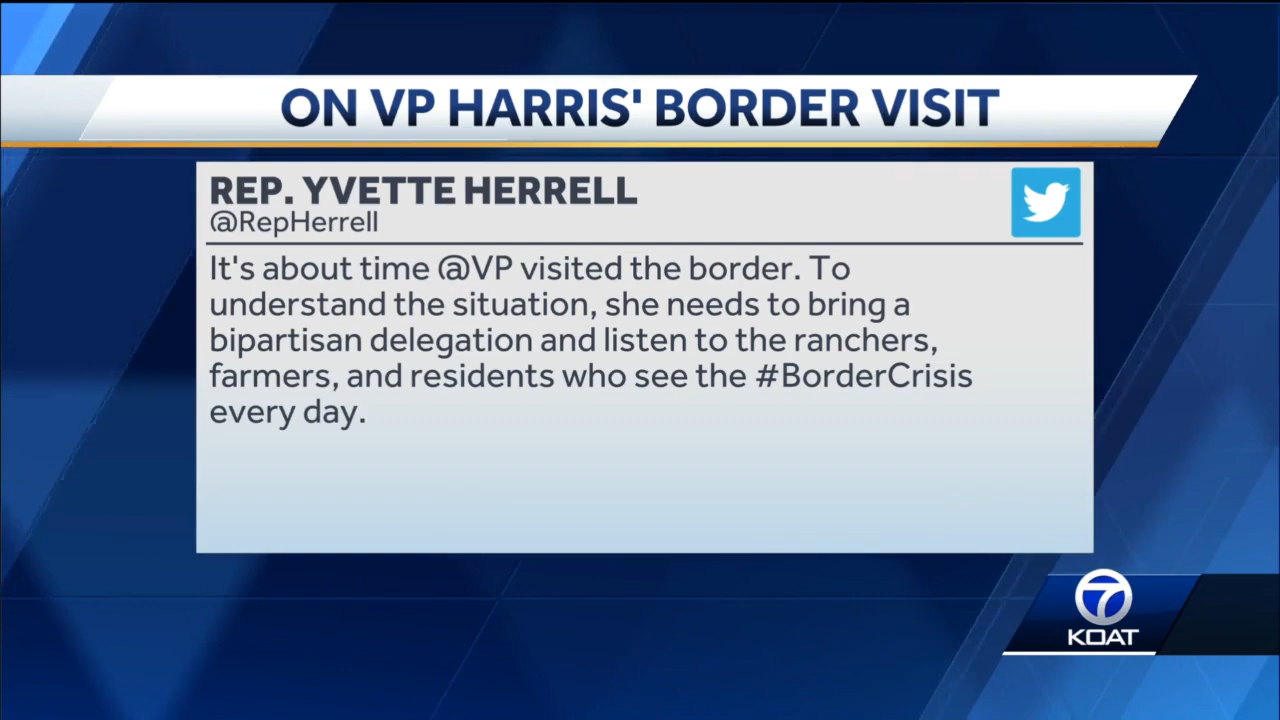 ON VP HARRIS' BORDER VISIT
REP. YVETTE HERRELL
@RepHerrell
It's about time @VP visited the border. To
understand the situation, she needs to bring a
bipartisan delegation and listen to the ranchers,
farmers, and residents who see the #BorderCrisis
every day.
7
KOAT